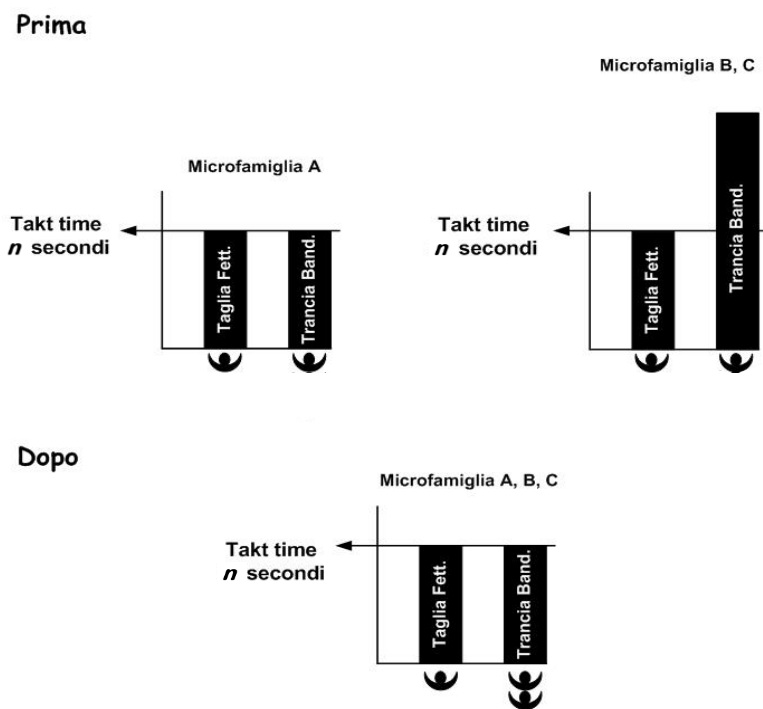 Prima
Microfamiglia B, C
Microfamiglia A
Takt time
n secondi
Taglia Fett.
Trancia Band.
Takt time
n secondi
Taglia Fett.
Trancia Band.
Dopo
Microfamiglia A, B, C
Takt time
n secondi
Taglia Fett.
Trancia Band.